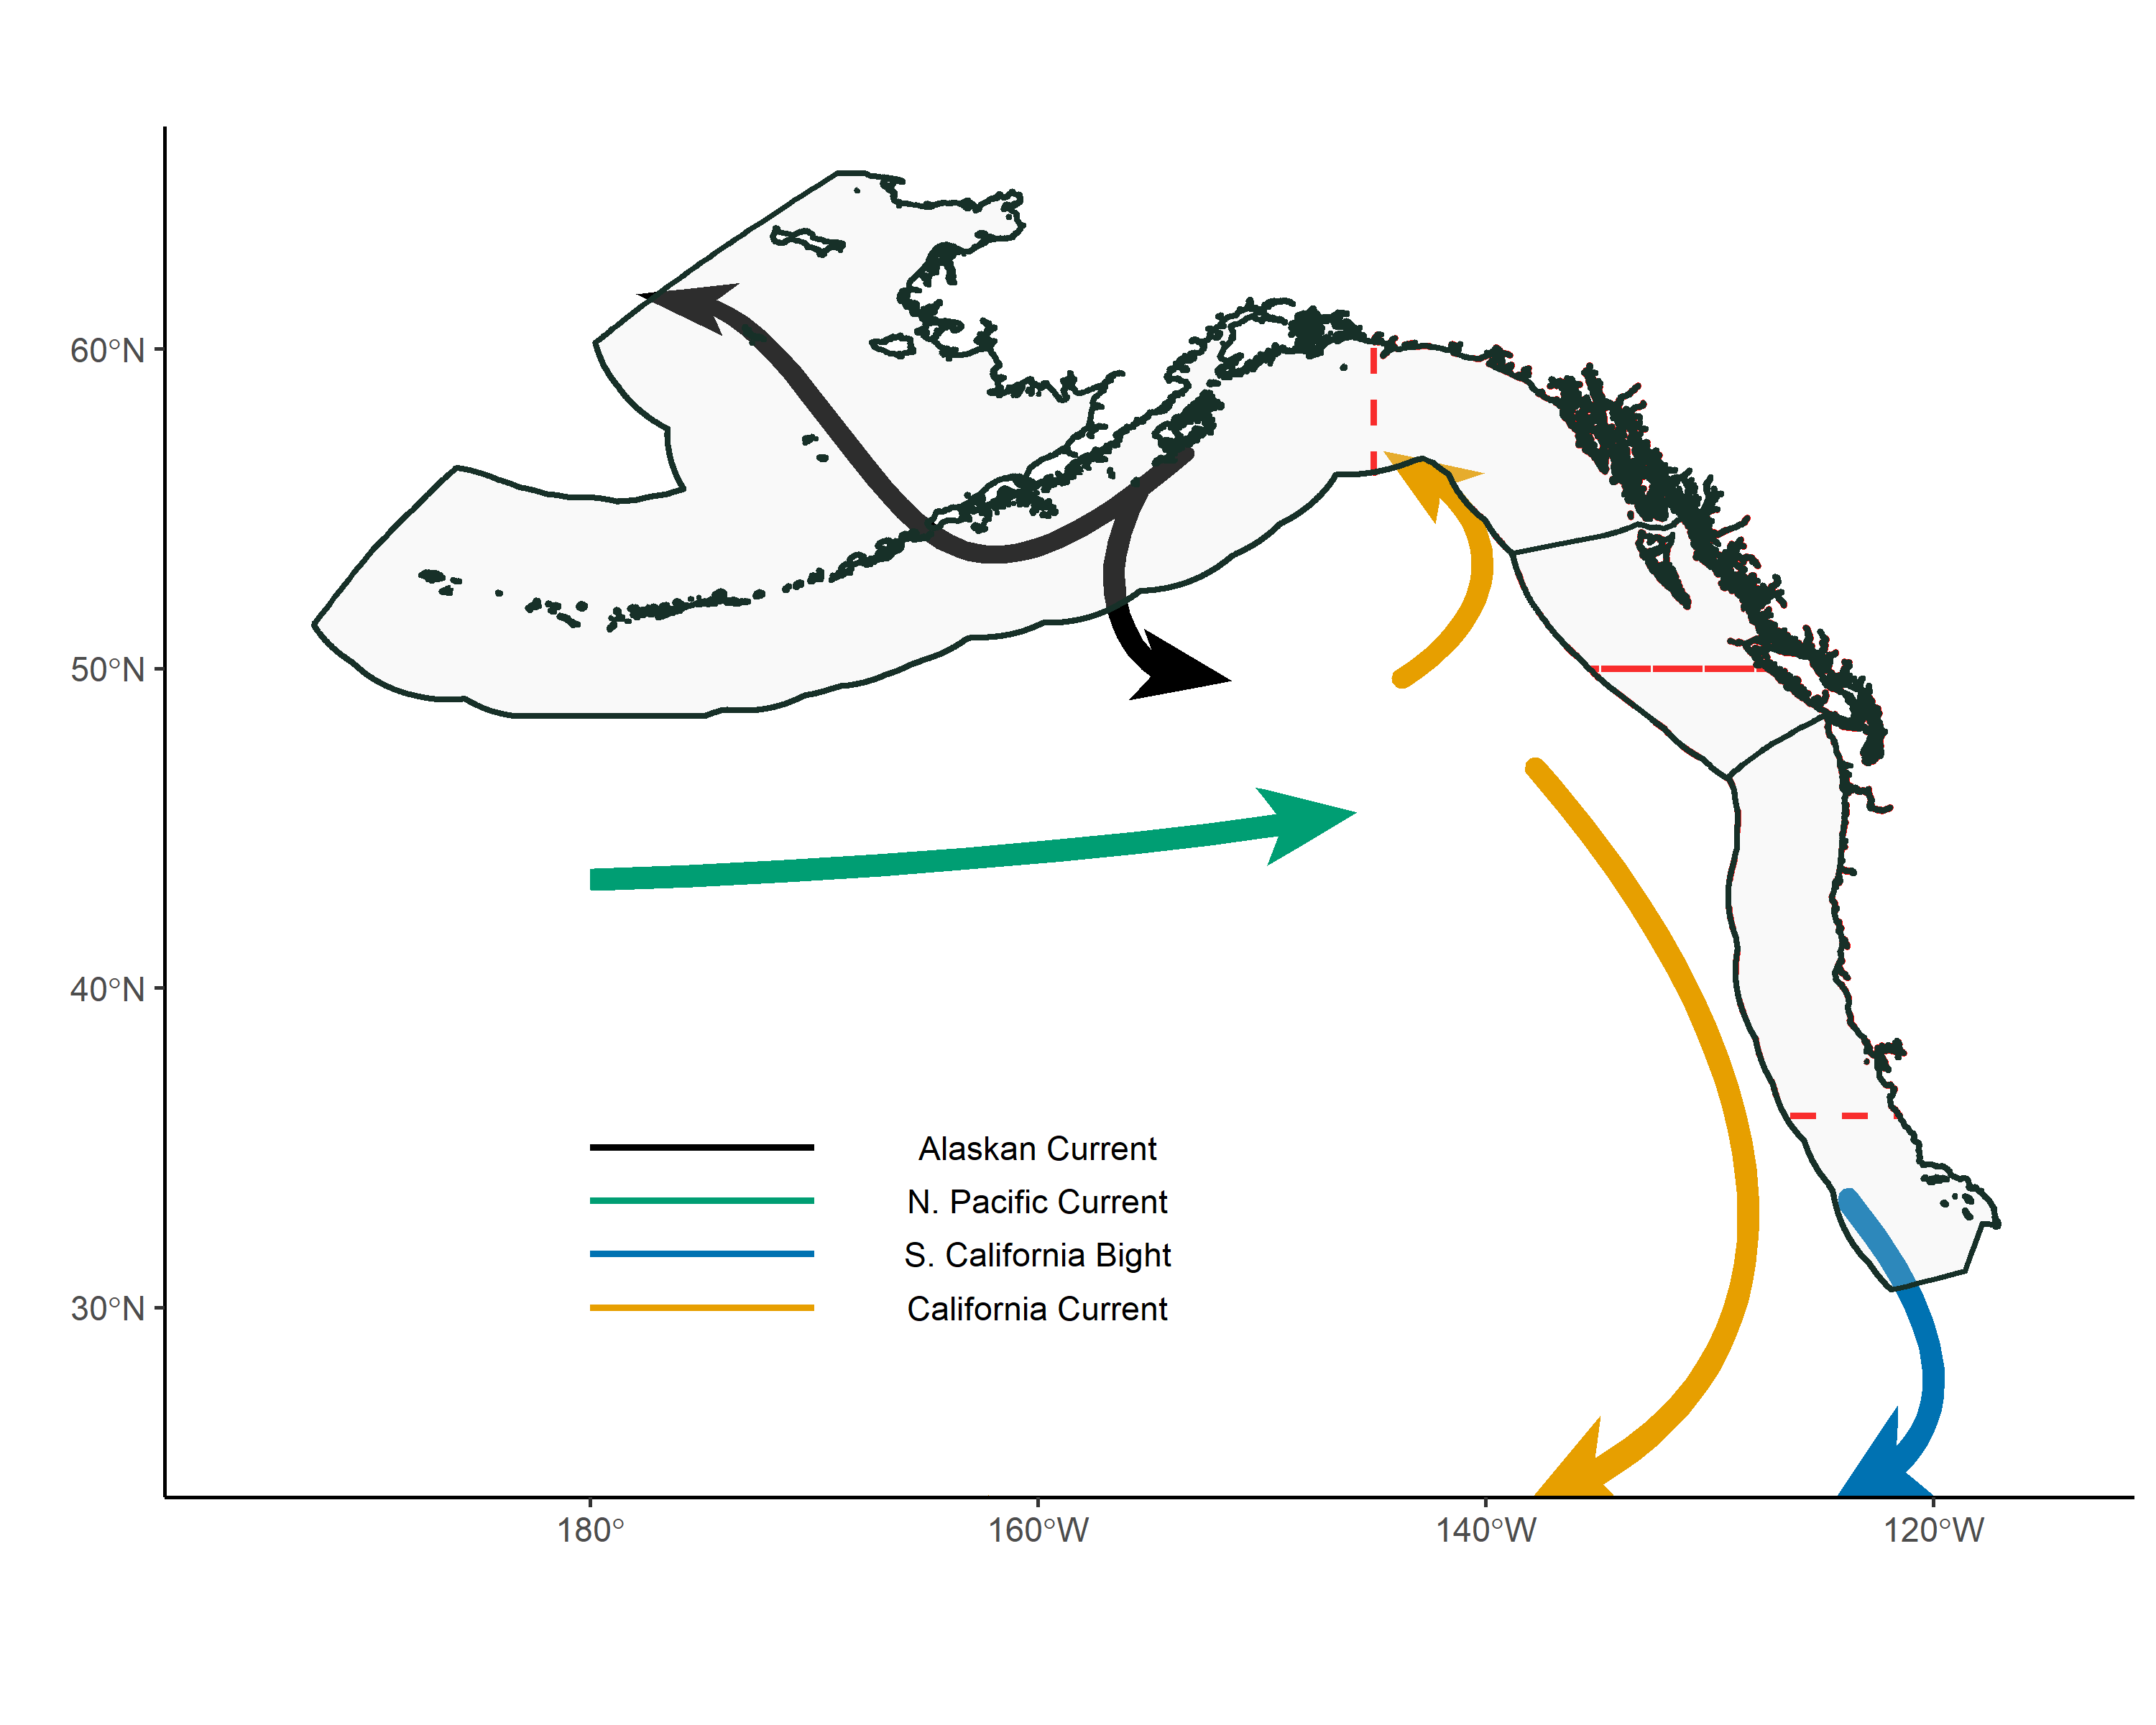 60°N
50°N
40°N
30°N
Alaskan Current
N. Pacific Current
S. California Bight
California Current
180°
160°W
140°W
120°W